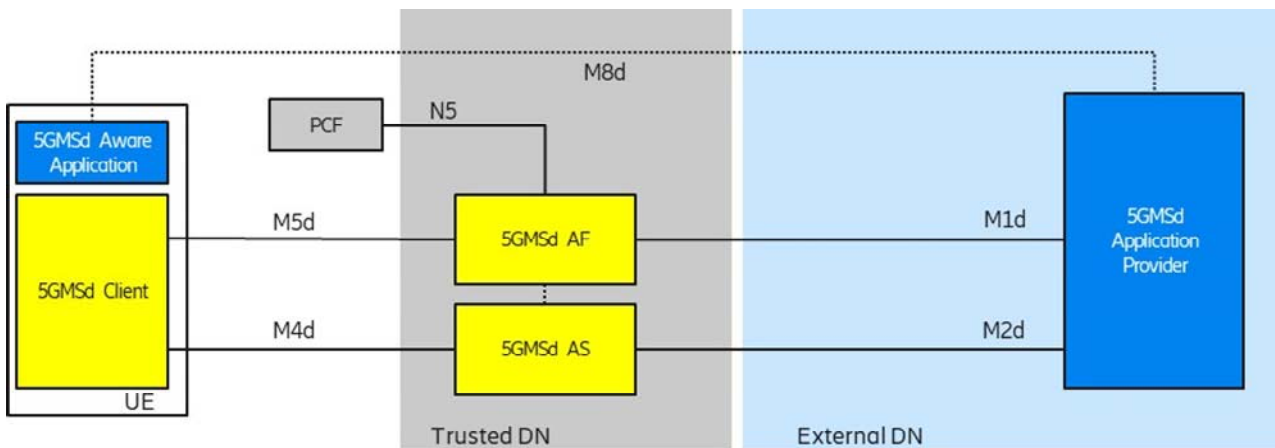 M8d
PCF
N5
5GMSd Aware
Application
M5d
5GMSd AF
M1d
5GMSd
Application
Provider
5GMSd Client
M4d
5GMSd AS
M2d
UE
Trusted DN
External DN